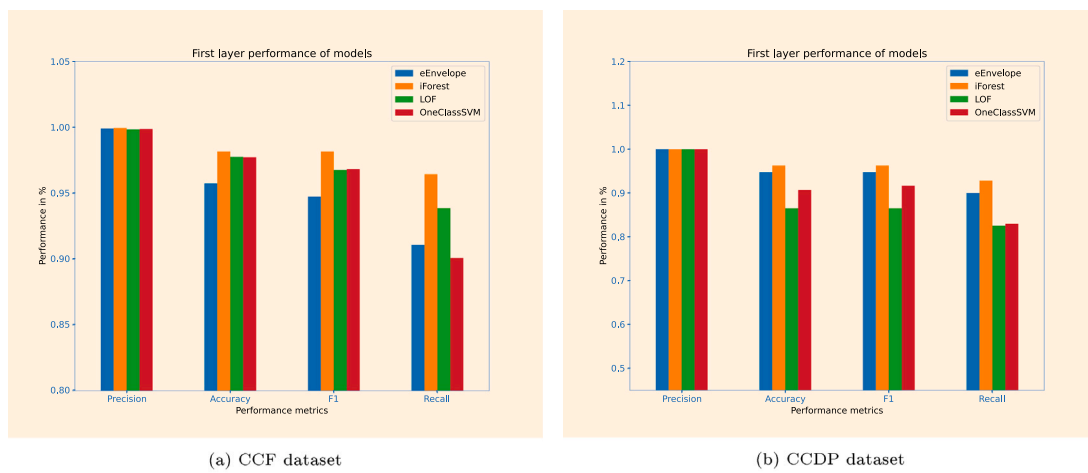 First layer performance of models
1.05
1.00
0.95
0.90
0.85
0.80
Performance in %
eEnvelope
iForest
LOF
OneClassSVM
Precision Accuracy F1 Recall
Performance metrics
(a) CCF dataset
First layer performance of models
1.2
1.1
1.0
0.9
0.8
0.7
0.6
0.5
Performance in %
eEnvelope
iForest
LOF
OneClassSVM
Precision Accuracy F1 Recall
Performance metrics
(b) CCDP dataset